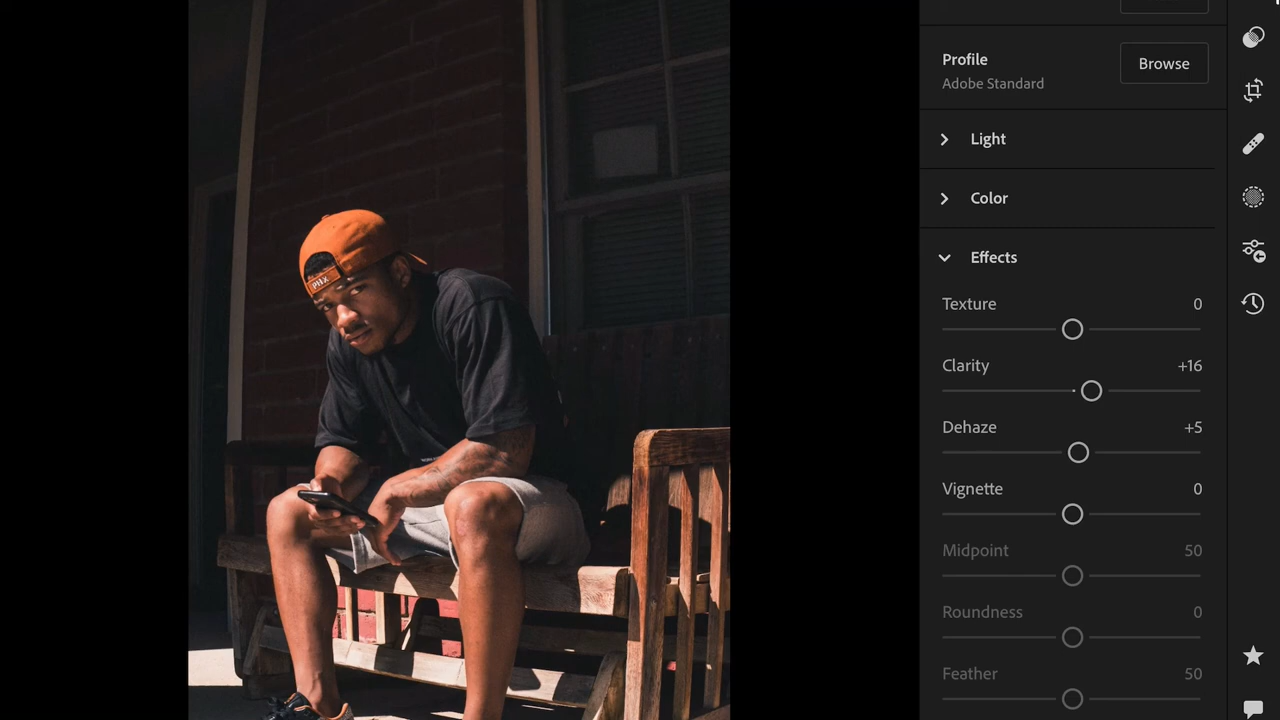 Profile
Adobe Standard
Browse
Light
Color
Effects
Texture 0
Clarity +16
Dehaze +5
Vignette 0
Midpoint 50
Roundness 0
Feather 50
PHX